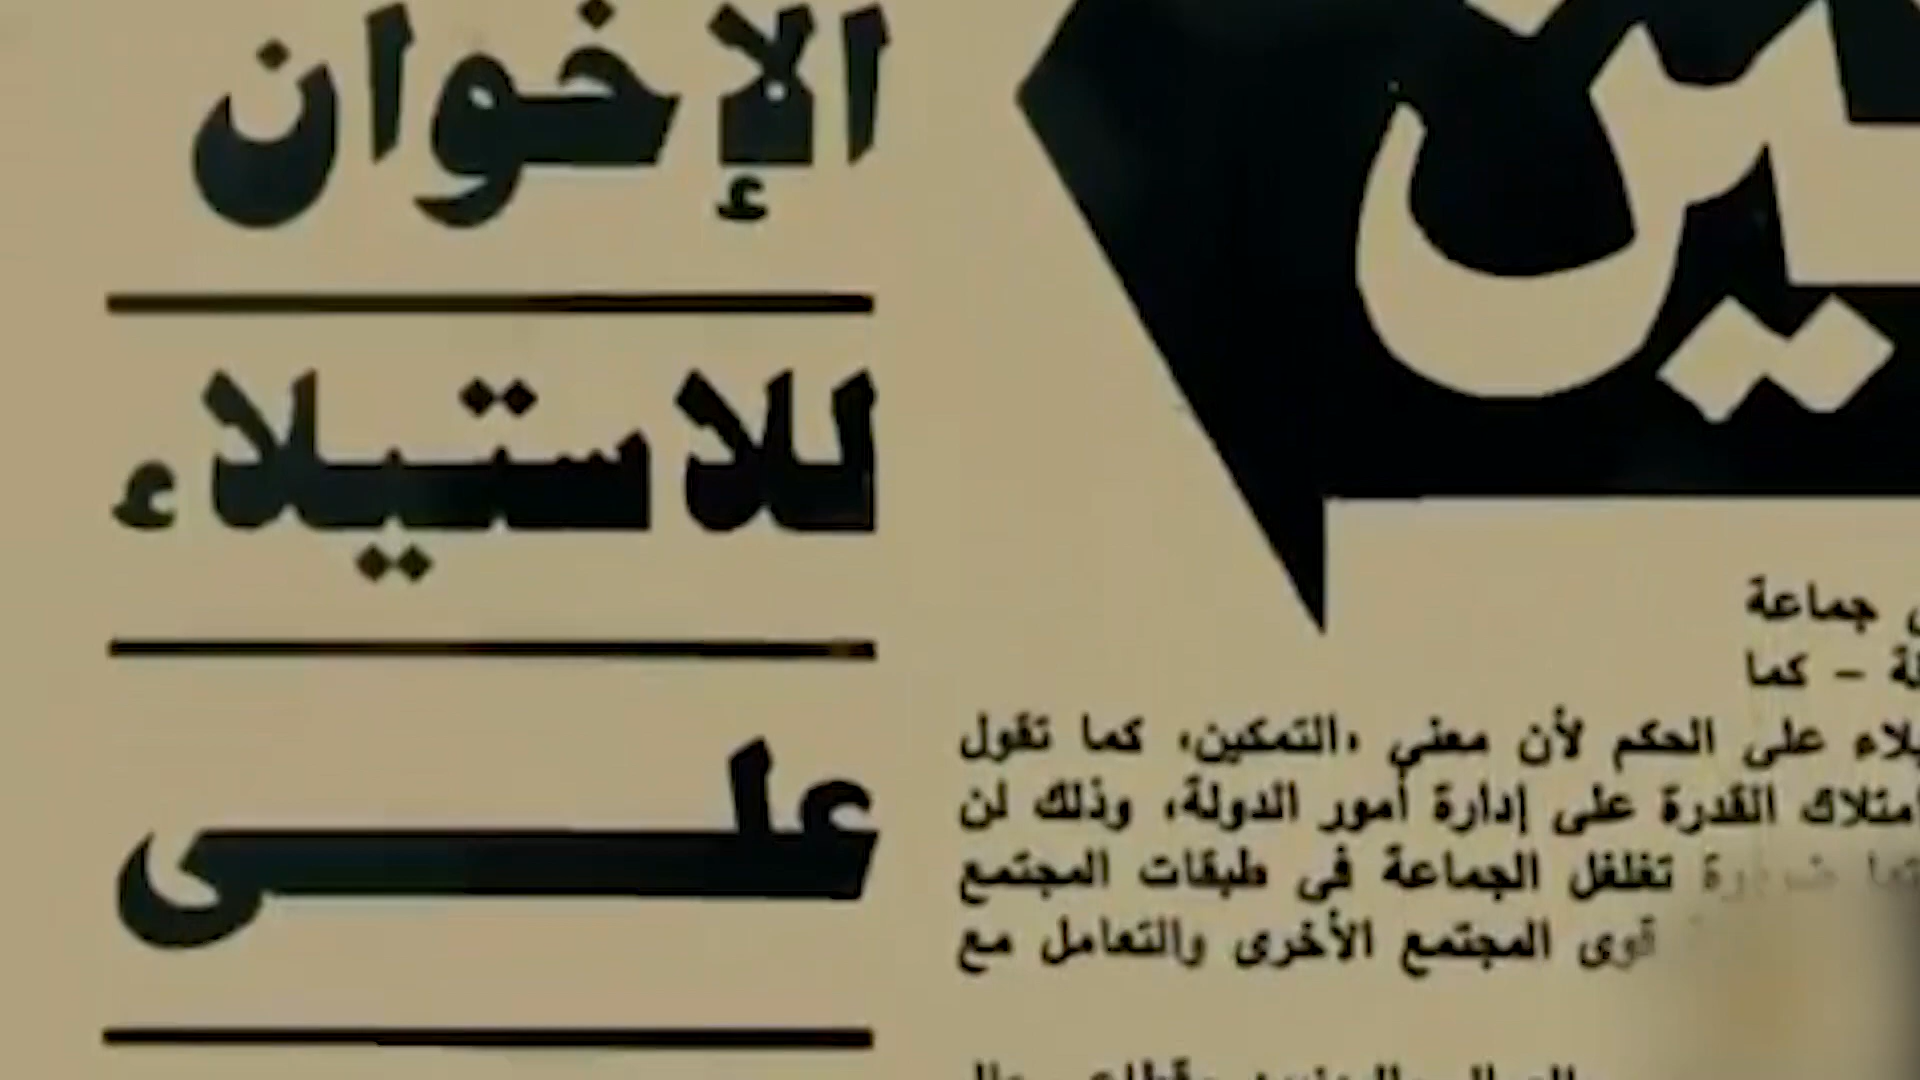 الإخوان
للاستيلاء
على
جماعة
– كما
على الحكم لأن معنى «التمكين» كما تقول
امتلاك القدرة على إدارة أمور الدولة، وذلك لن
تغلغل الجماعة فى طبقات المجتمع
المجتمع الأخرى والتعامل مع